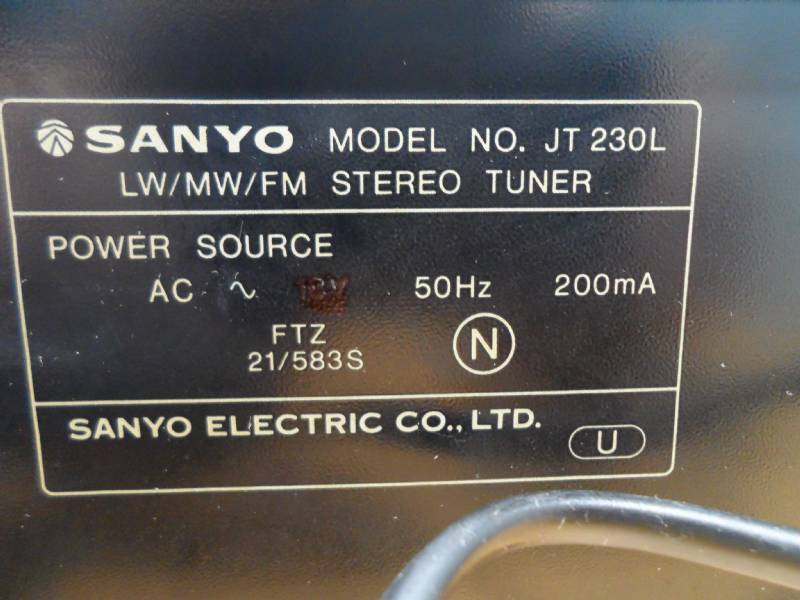 SANYO MODEL NO. JT 230L
LW/MW/FM STEREO TUNER
POWER SOURCE
AC ~ 50Hz 200mA
FTZ
21/583S
N
SANYO ELECTRIC CO., LTD.
U